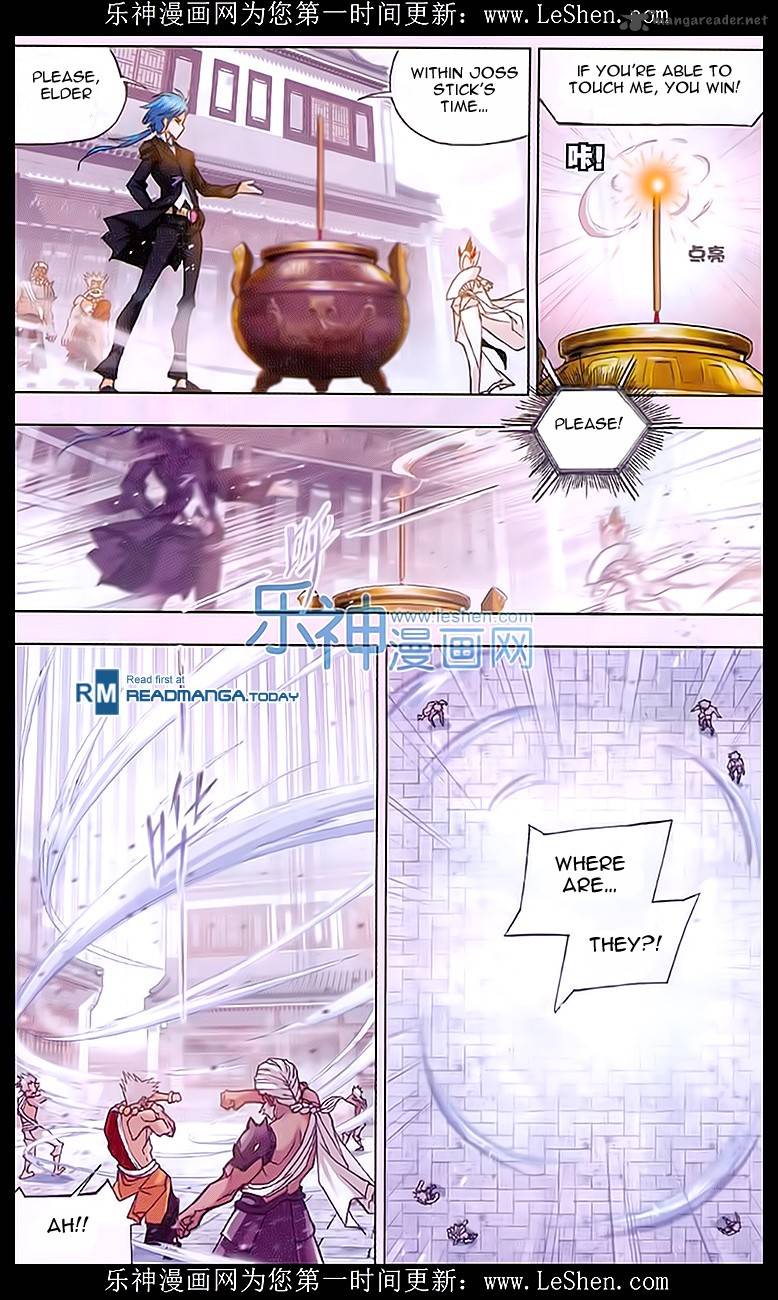 乐神漫画网为您第一时间更新：www.LeShen.com
mangareader.net
PLEASE,
ELDER
WITHIN JOSS
STICK'S
TIME...
IF YOU'RE ABLE TO
TOUCH ME, YOU WIN!
咔!
点亮
PLEASE!
呼
乐神漫画网
www.leshen.com
RM
Read first at
READMANGA.TODAY
WHERE
ARE...
THEY?!
AH!!
乐神漫画网为您第一时间更新：www.LeShen.com